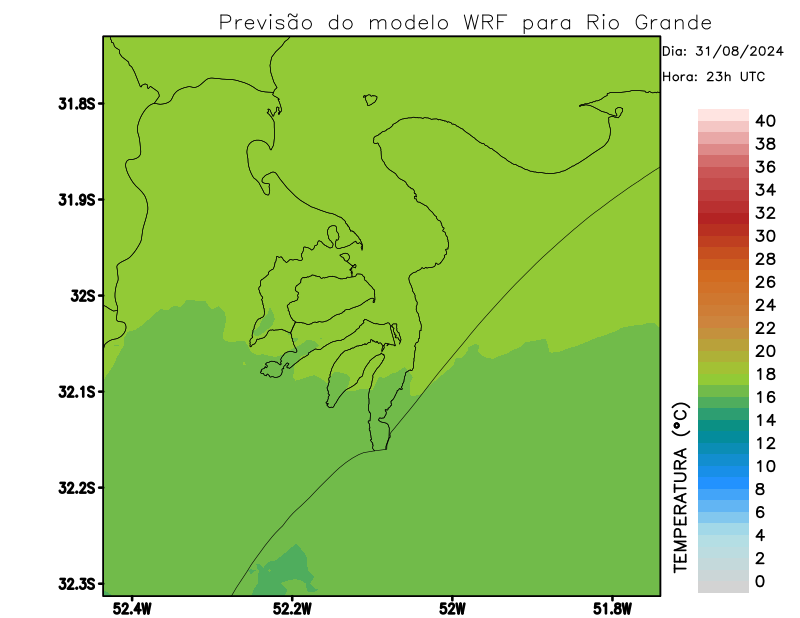 Previsão do modelo WRF para Rio Grande
Dia: 31/08/2024
Hora: 23h UTC
31.8S
31.9S
32S
32.1S
32.2S
32.3S
52.4W
52.2W
52W
51.8W
TEMPERATURA (°C)
40
38
36
34
32
30
28
26
24
22
20
18
16
14
12
10
8
6
4
2
0